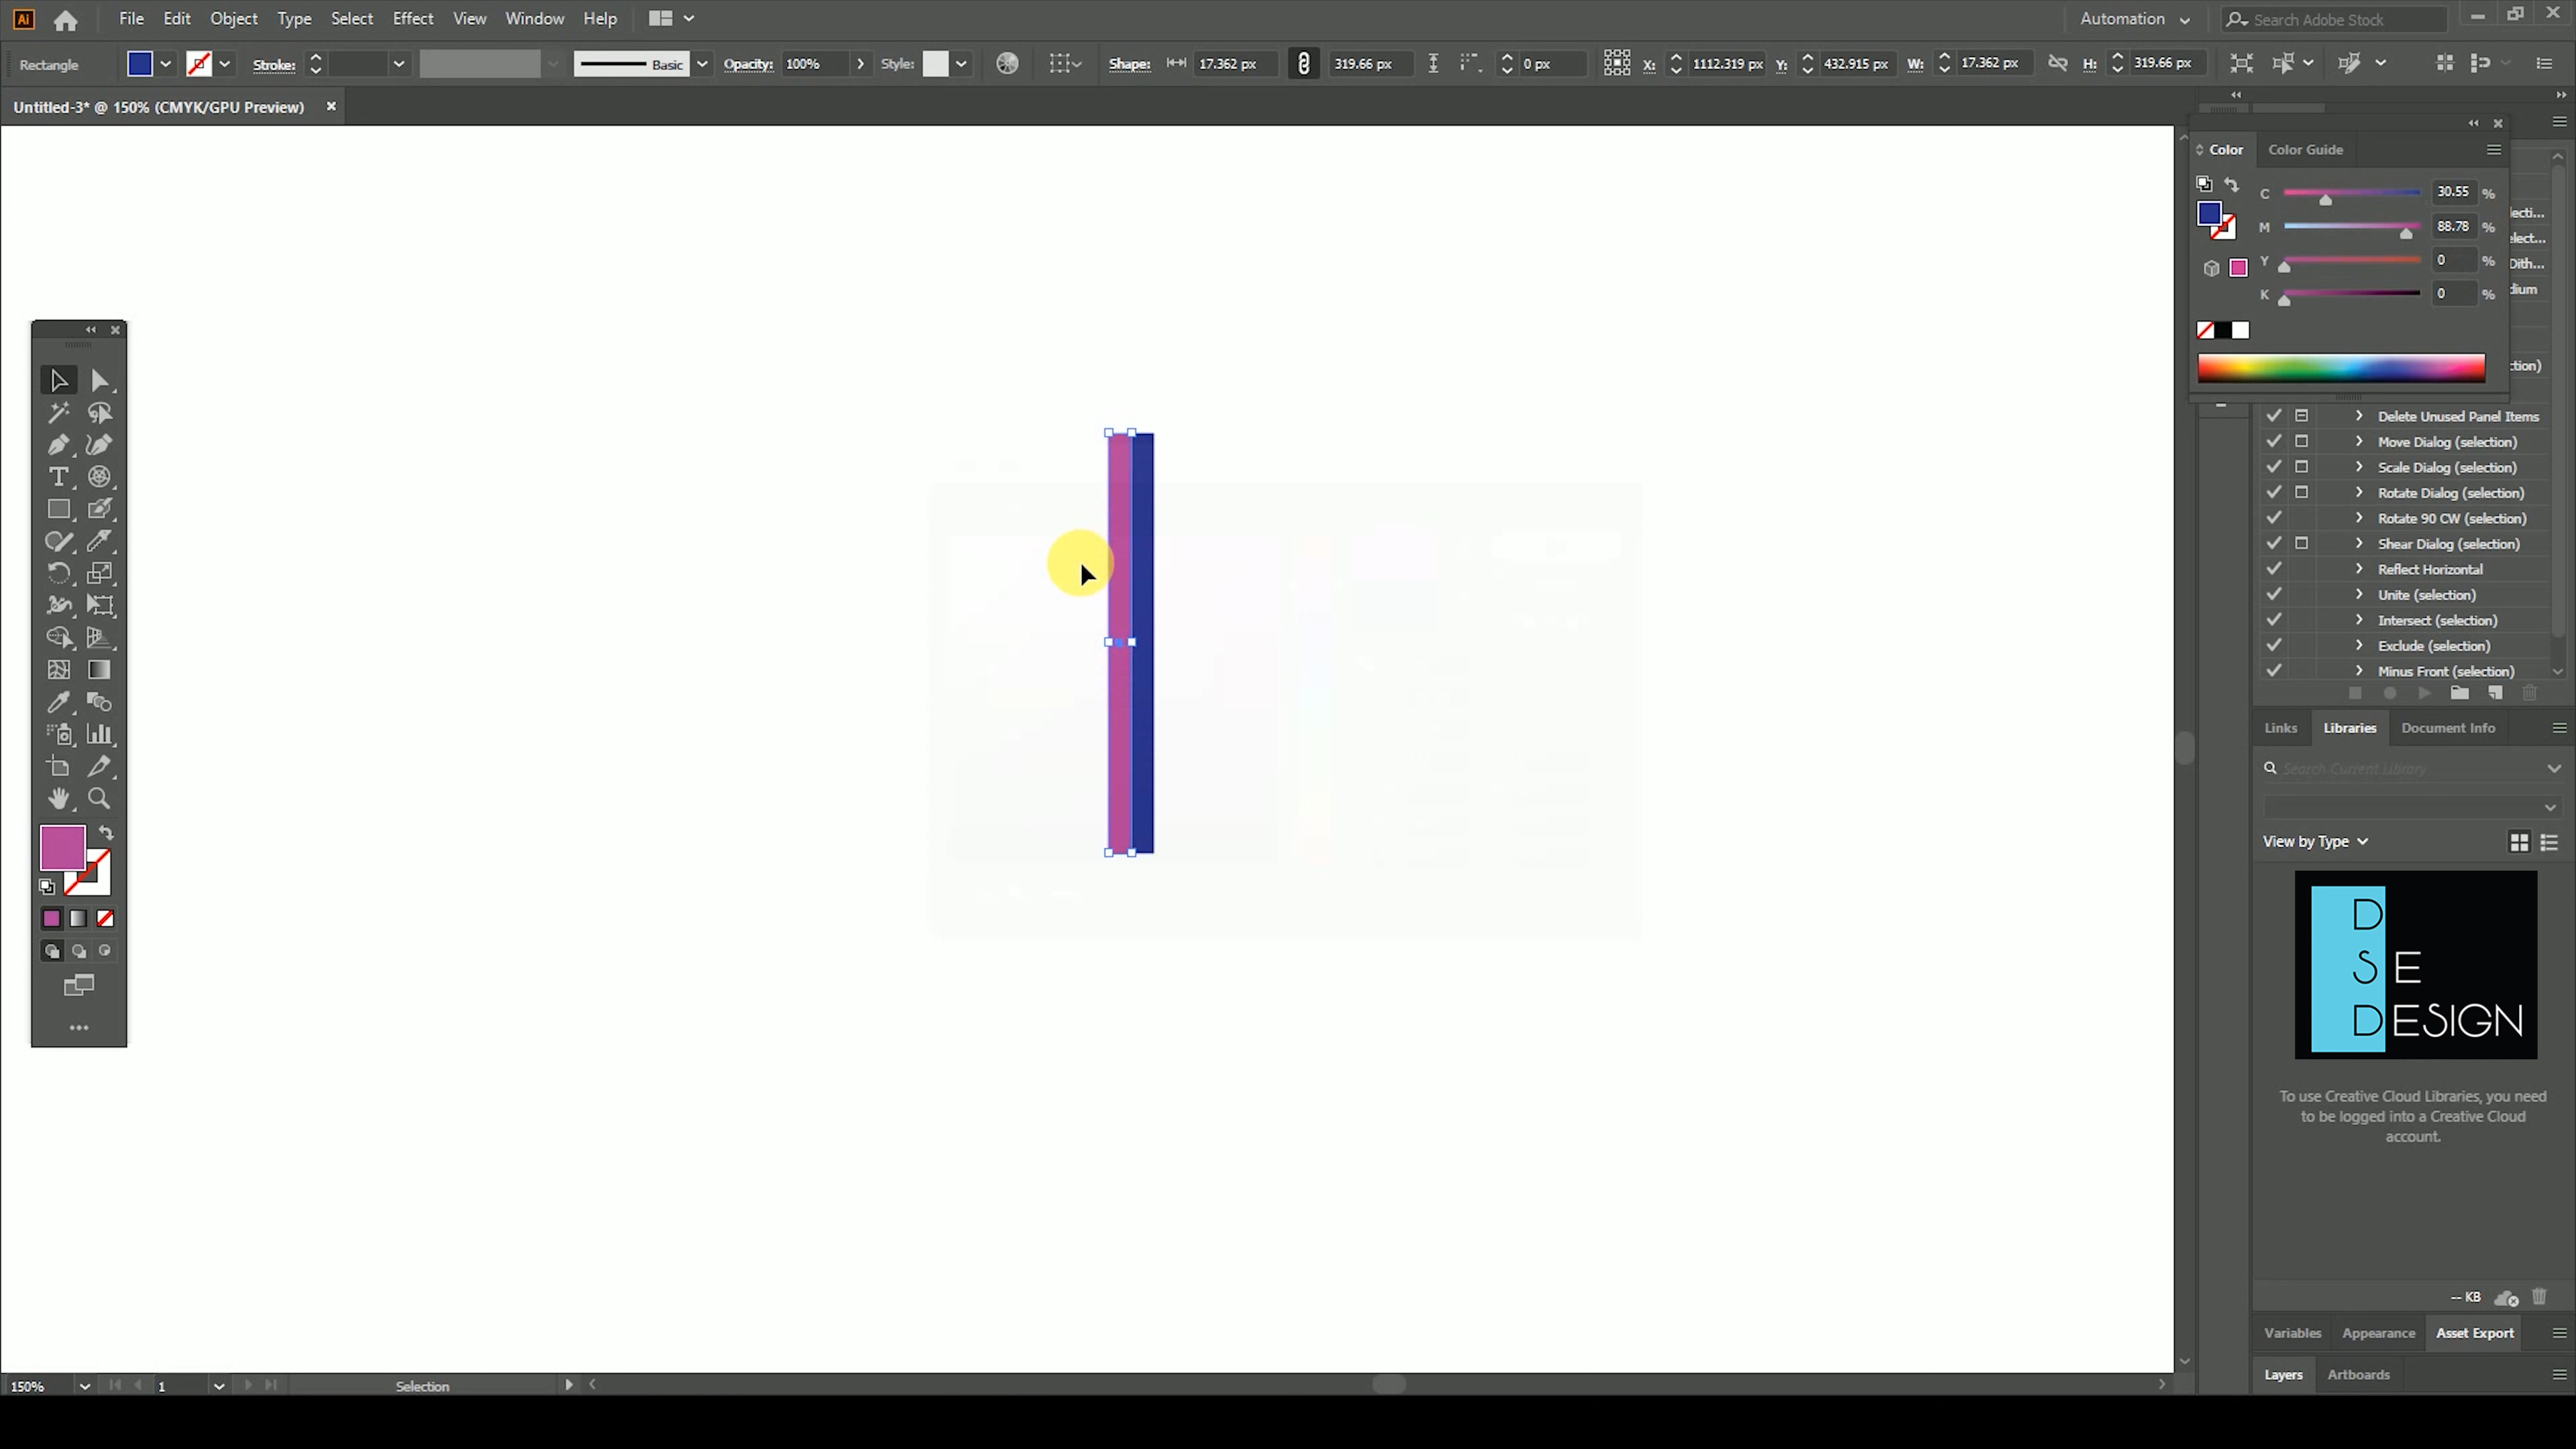 Ai File Edit Object Type Select Effect View Window Help Automation Search Adobe Stock
Rectangle Stroke: Basic Opacity: 100% Style: Shape: 17.362 px 319.66 px 0 px X: 1112.319 px Y: 432.915 px W: 17.362 px H: 319.66 px
Untitled-3* @ 150% (CMYK/GPU Preview)
Color Color Guide
C 30.55 %
M 88.78 %
Y 0 %
K 0 %
lecti...
elect...
Dith...
dium
ction)
Delete Unused Panel Items
Move Dialog (selection)
Scale Dialog (selection)
Rotate Dialog (selection)
Rotate 90 CW (selection)
Shear Dialog (selection)
Reflect Horizontal
Unite (selection)
Intersect (selection)
Exclude (selection)
Minus Front (selection)
Links Libraries Document Info
Search Current Library
View by Type
D
S E
DESIGN
To use Creative Cloud Libraries, you need
to be logged into a Creative Cloud
account.
-- KB
Variables Appearance Asset Export
Layers Artboards
150% 1 Selection